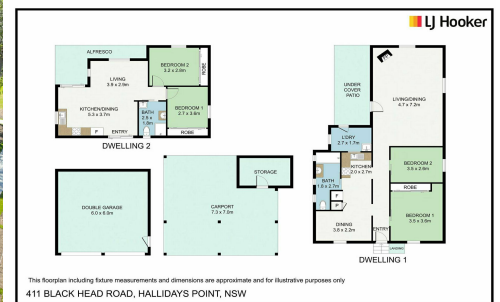 LJ Hooker
ALFRESCO
LIVING
3.9 x 2.9m
BEDROOM 2
3.2 x 2.9m
ROBE
KITCHEN/DINING
5.3 x 3.7m
BATH
2.5 x
1.8m
BEDROOM 1
2.7 x 3.6m
ROBE
P
ENTRY
DWELLING 2
UNDER
COVER
PATIO
LIVING/DINING
4.7 x 7.2m
L'DRY
2.7 x 1.7m
KITCHEN
2.0 x 2.7m
BATH
1.8 x 2.7m
BEDROOM 2
3.5 x 2.6m
ROBE
F
P
BEDROOM 1
3.5 x 3.6m
DINING
3.8 x 2.2m
ENTRY
LANDING
DWELLING 1
STORAGE
DOUBLE GARAGE
6.0 x 6.0m
CARPORT
7.3 x 7.0m
This floorplan including fixture measurements and dimensions are approximate and for illustrative purposes only
411 BLACK HEAD ROAD, HALLIDAYS POINT, NSW